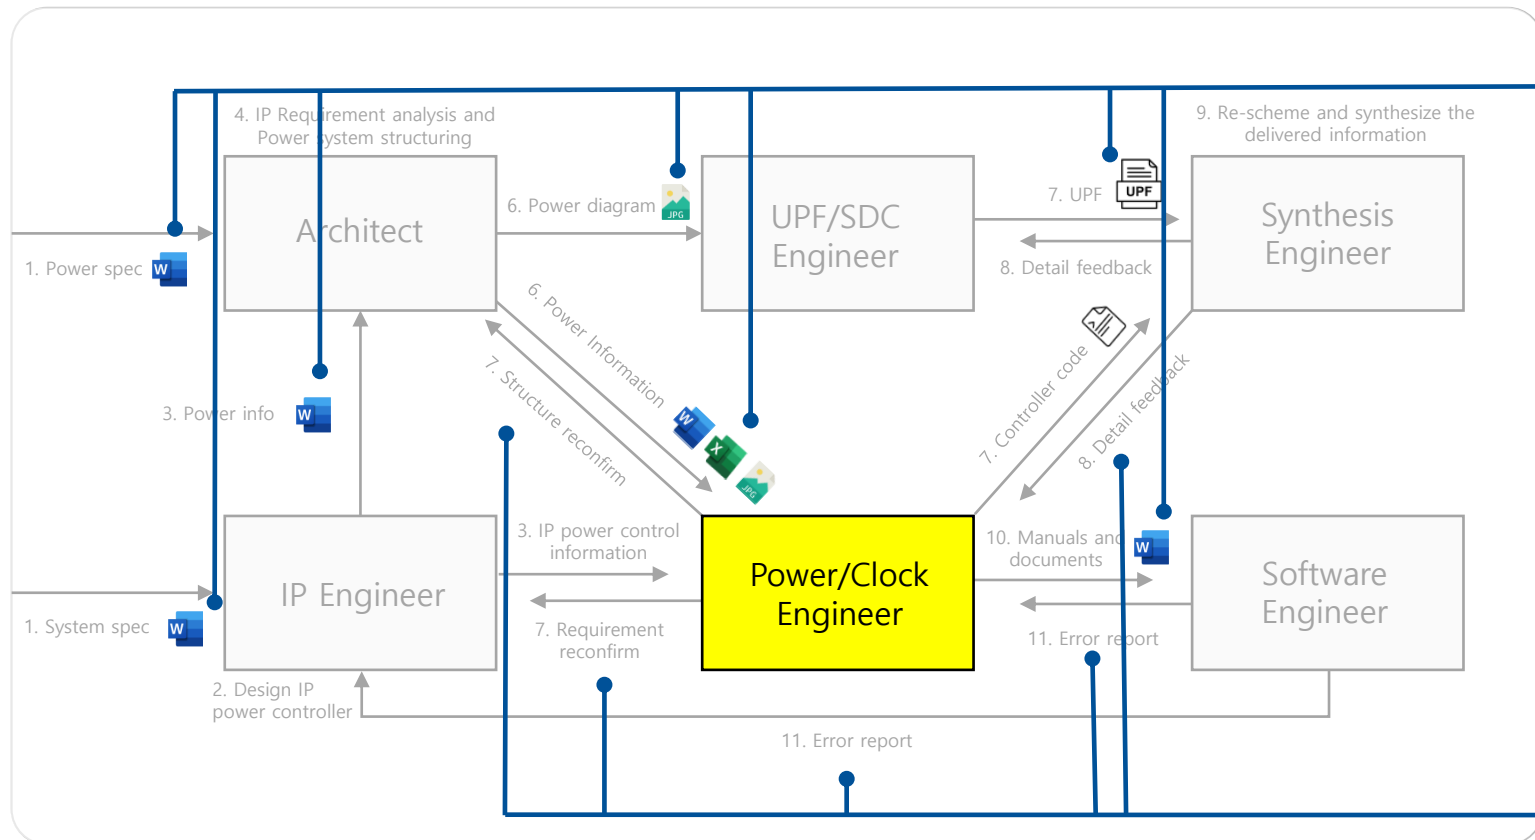 4. IP Requirement analysis and
Power system structuring
9. Re-scheme and synthesize the
delivered information
Architect
6. Power diagram
JPG
UPF/SDC
Engineer
7. UPF
UPF
Synthesis
Engineer
1. Power spec
W
8. Detail feedback
6. Power Information
7. Structure reconfirm
W
X
JPG
7. Controller code
8. Detail feedback
3. Power info
W
3. IP power control
information
IP Engineer
Power/Clock
Engineer
10. Manuals and
documents
W
Software
Engineer
1. System spec
W
7. Requirement
reconfirm
11. Error report
2. Design IP
power controller
11. Error report